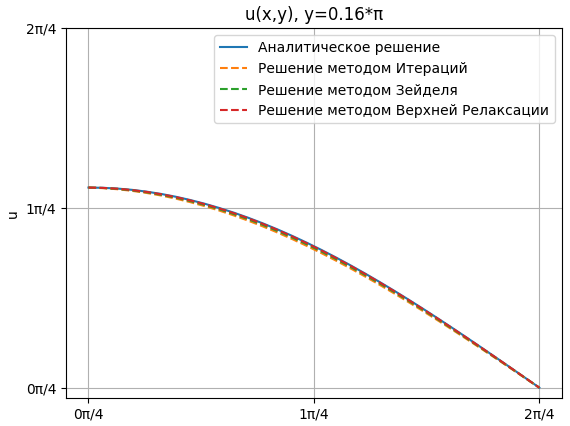 u(x,y), y=0.16*π
2π/4
Аналитическое решение
Решение методом Итераций
Решение методом Зейделя
Решение методом Верхней Релаксации
1π/4
u
0π/4
0π/4 1π/4 2π/4